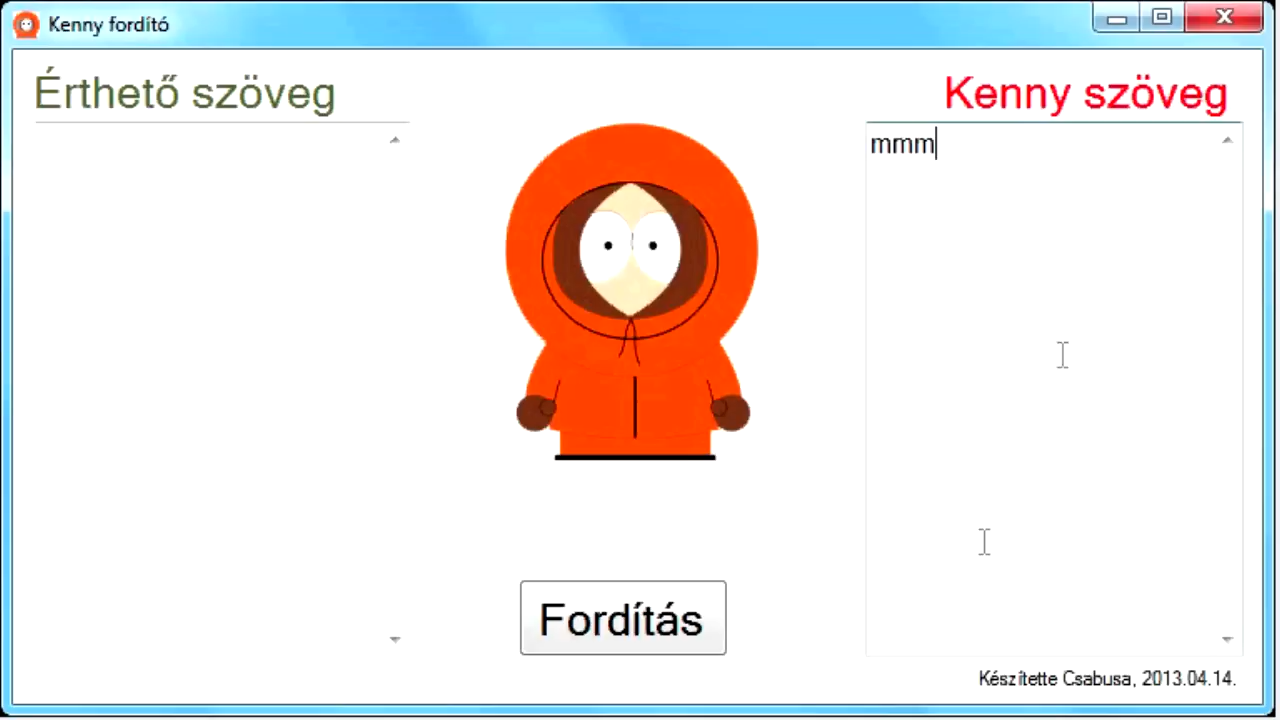 Kenny fordító
Érthető szöveg
Kenny szöveg
mmm
Fordítás
Készítette Csabusa, 2013.04.14.